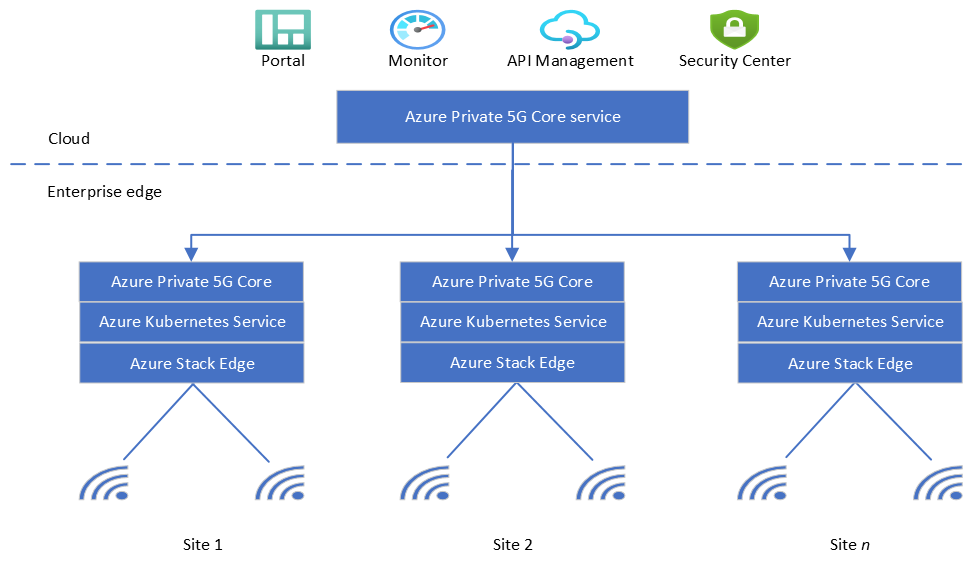 Portal
Monitor
API Management
Security Center
Azure Private 5G Core service
Cloud
Enterprise edge
Azure Private 5G Core
Azure Kubernetes Service
Azure Stack Edge
Azure Private 5G Core
Azure Kubernetes Service
Azure Stack Edge
Azure Private 5G Core
Azure Kubernetes Service
Azure Stack Edge
Site 1
Site 2
Site n